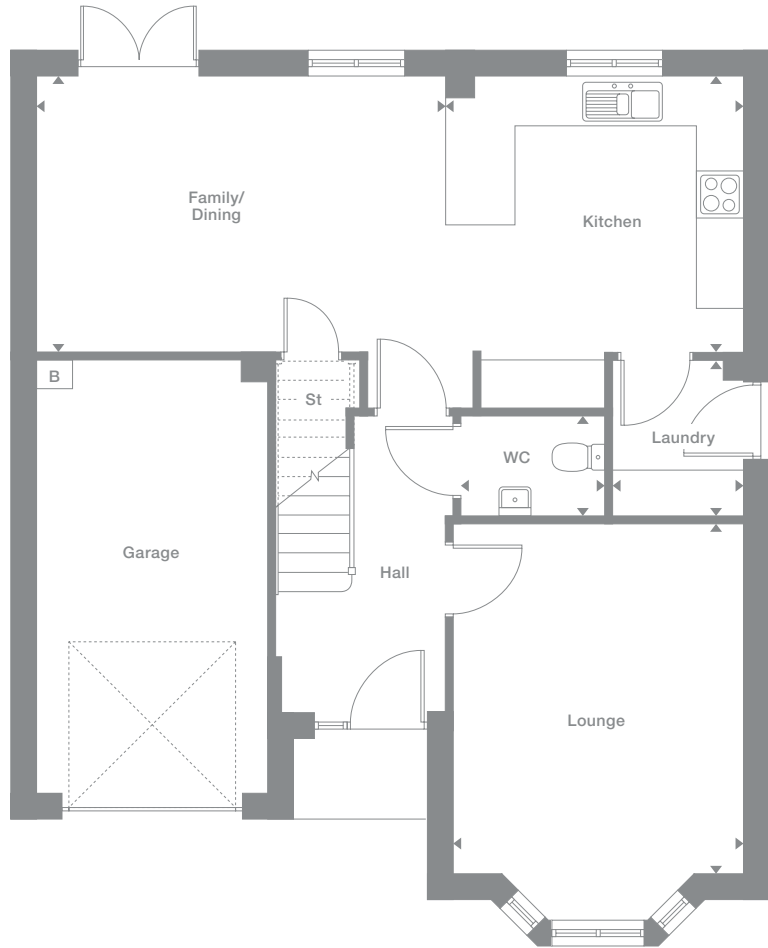 Family/
Dining
Kitchen
B
St
Laundry
WC
Garage
Hall
Lounge